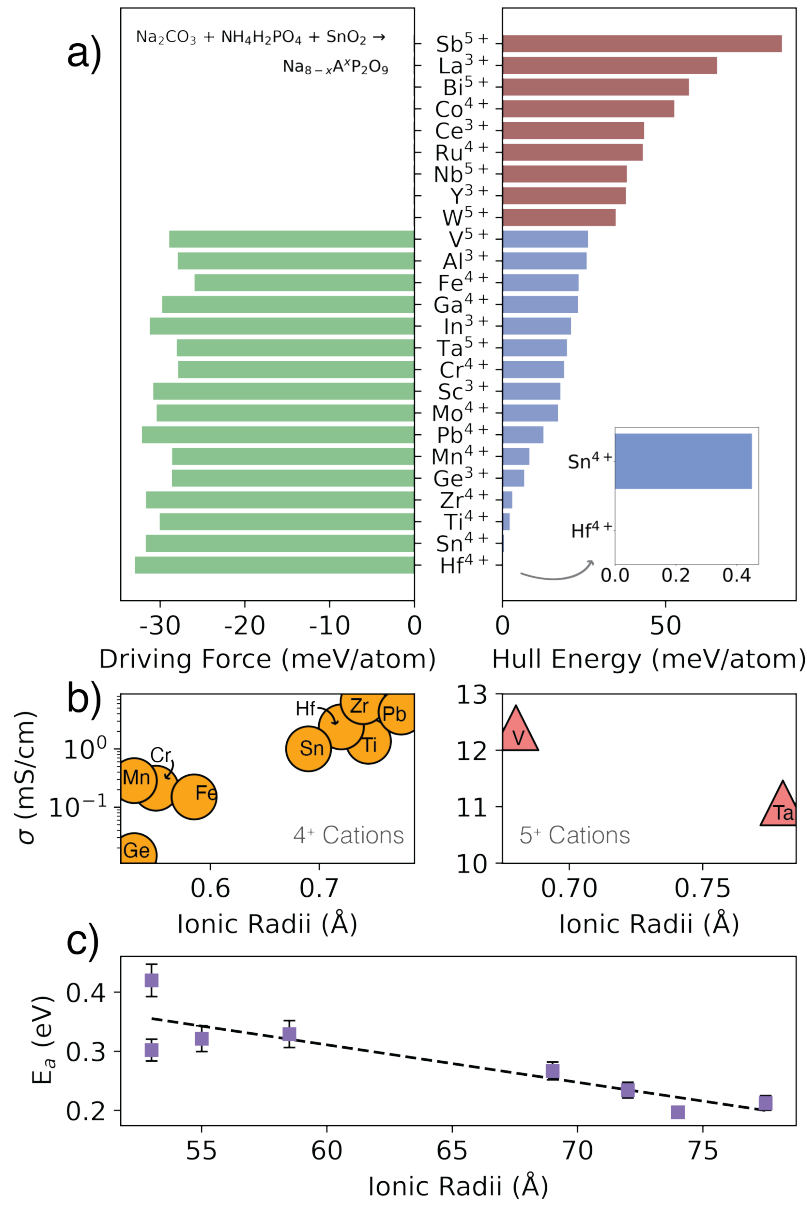 a)
Na₂CO₃ + NH₄H₂PO₄ + SnO₂ →
Na₈₋ₓAˣP₂O₉
Sb⁵⁺
La³⁺
Bi⁵⁺
Co⁴⁺
Ce³⁺
Ru⁴⁺
Nb⁵⁺
Y³⁺
W⁵⁺
V⁵⁺
Al³⁺
Fe⁴⁺
Ga⁴⁺
In³⁺
Ta⁵⁺
Cr⁴⁺
Sc³⁺
Mo⁴⁺
Pb⁴⁺
Mn⁴⁺
Ge³⁺
Zr⁴⁺
Ti⁴⁺
Sn⁴⁺
Hf⁴⁺
Sn⁴⁺
Hf⁴⁺
0.0 0.2 0.4
-30 -20 -10 0
Driving Force (meV/atom)
0 50
Hull Energy (meV/atom)
b)
σ (mS/cm)
10⁰
10⁻¹
Hf Zr Pb
Sn Ti
Cr
Mn Fe
Ge
4⁺ Cations
0.6 0.7
Ionic Radii (Å)
13
12
11
10
V
Ta
5⁺ Cations
0.70 0.75
Ionic Radii (Å)
c)
Eₐ (eV)
0.4
0.3
0.2
55 60 65 70 75
Ionic Radii (Å)